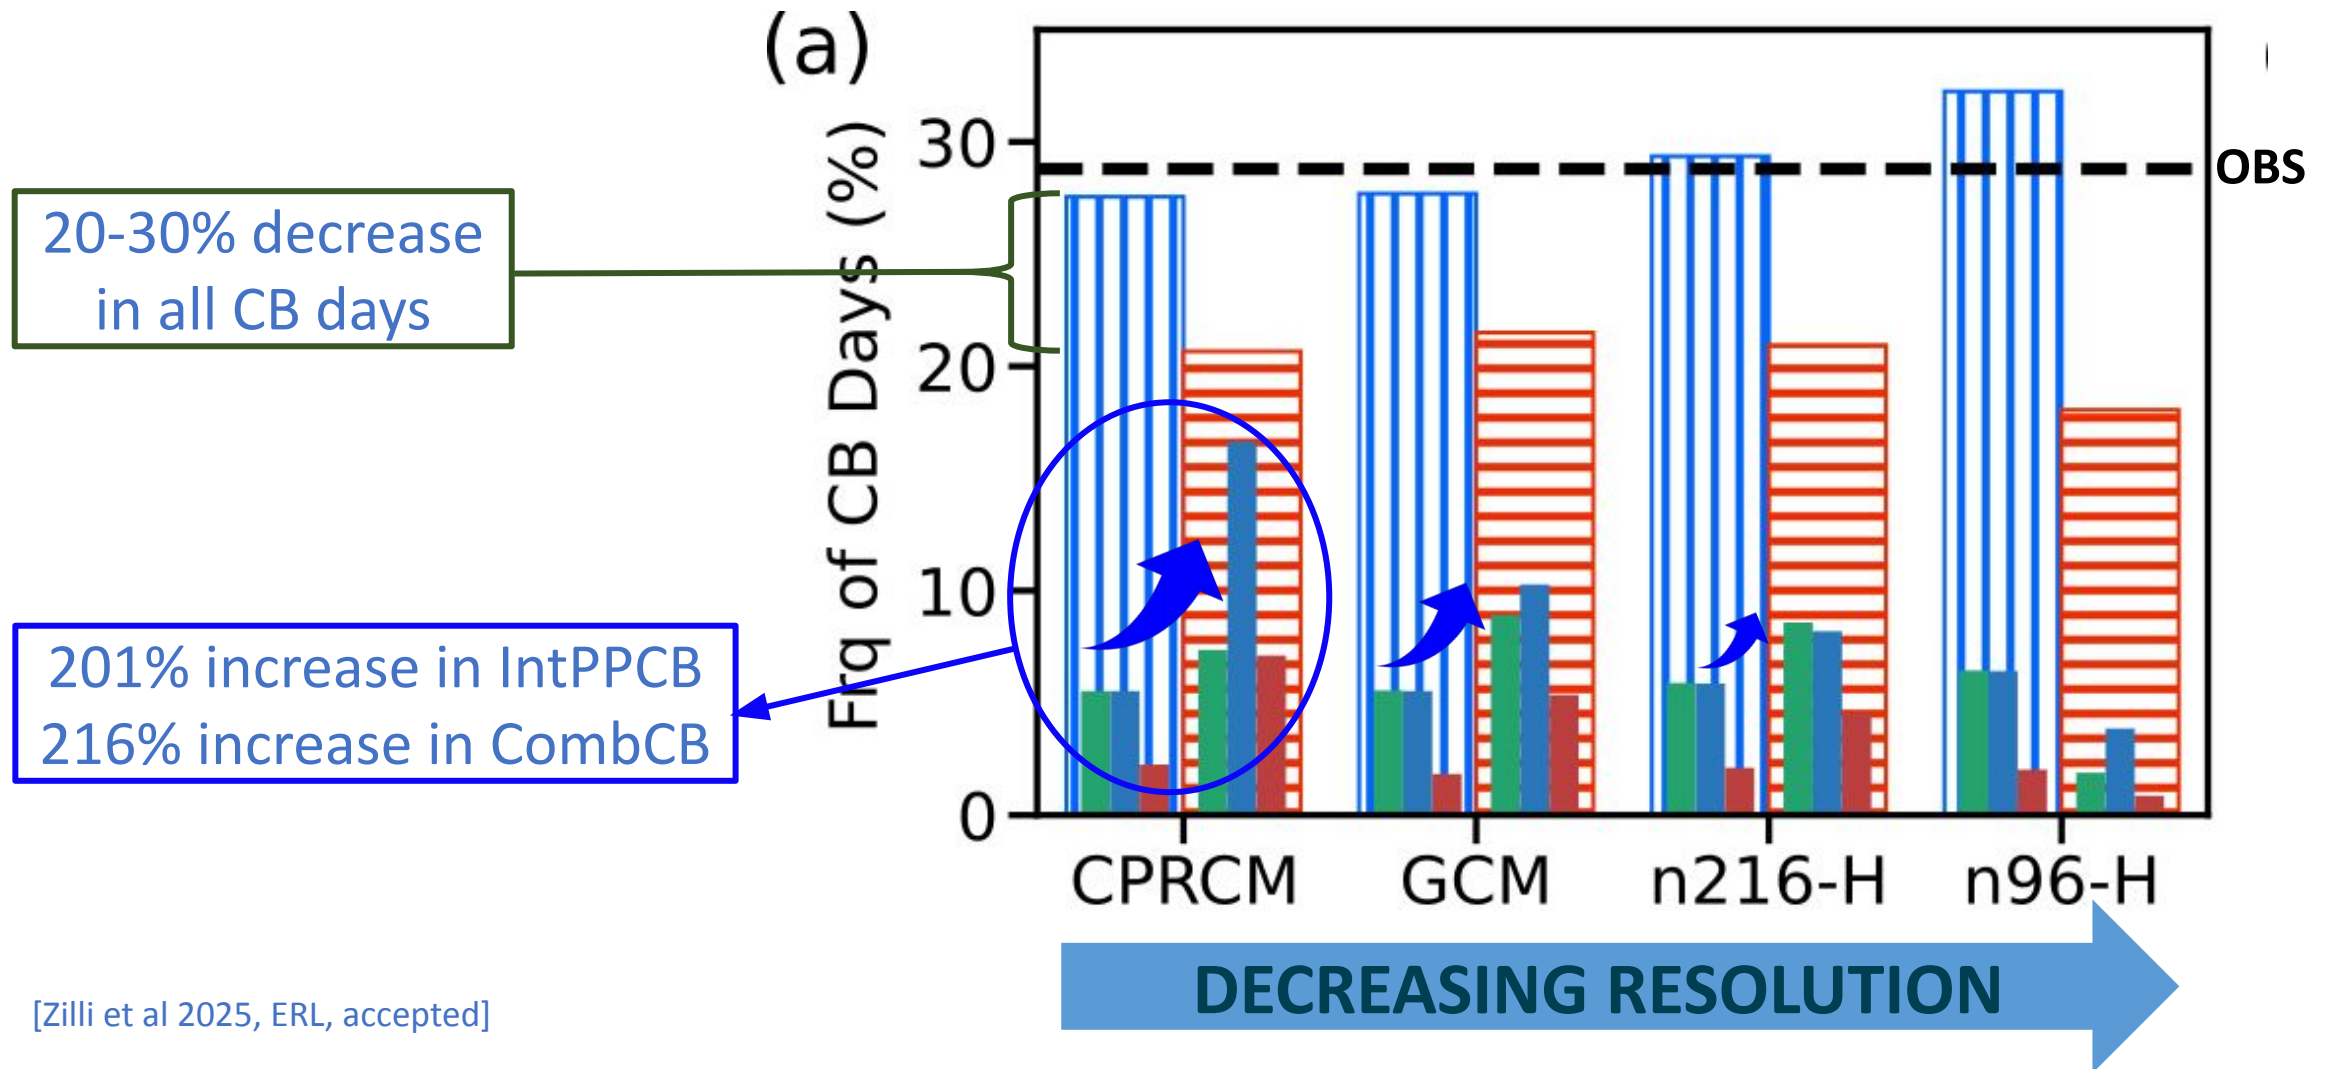 (a)
Frq of CB Days (%)
30
20
10
0
OBS
20-30% decrease
in all CB days
201% increase in IntPPCB
216% increase in CombCB
CPRCM
GCM
n216-H
n96-H
DECREASING RESOLUTION
[Zilli et al 2025, ERL, accepted]